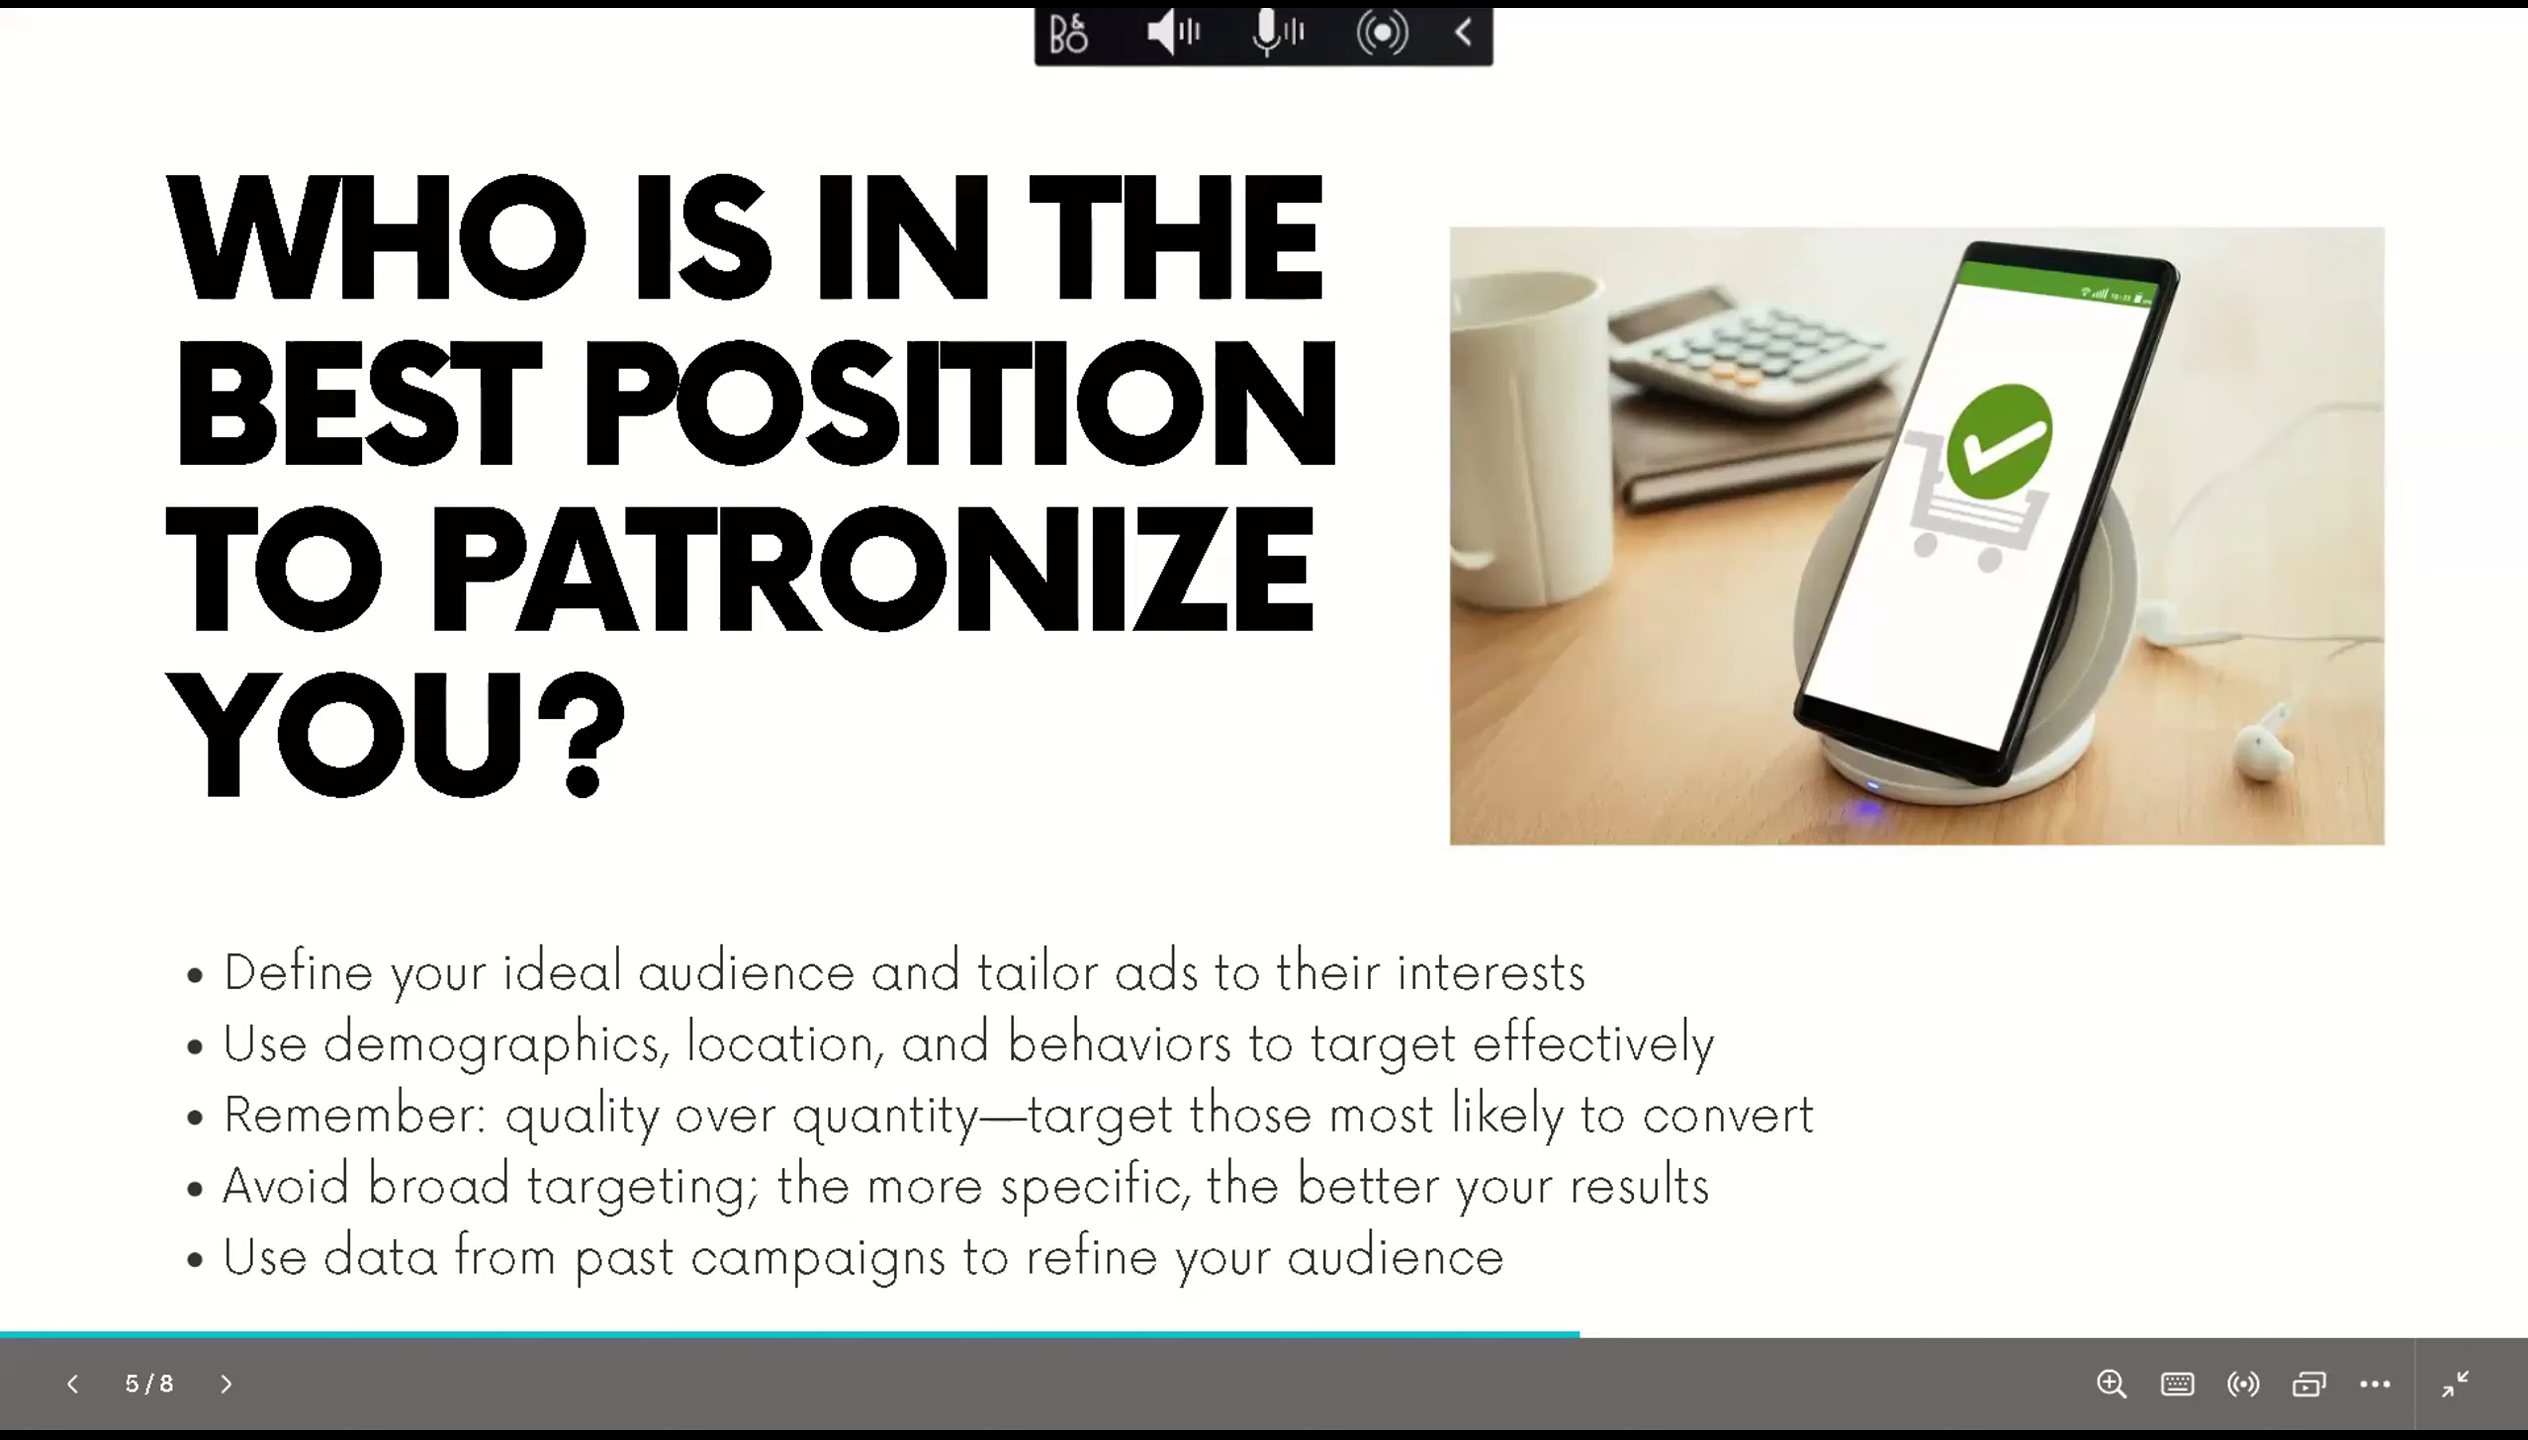 B&O
WHO IS IN THE
BEST POSITION
TO PATRONIZE
YOU?
• Define your ideal audience and tailor ads to their interests
• Use demographics, location, and behaviors to target effectively
• Remember: quality over quantity—target those most likely to convert
• Avoid broad targeting; the more specific, the better your results
• Use data from past campaigns to refine your audience
5 / 8